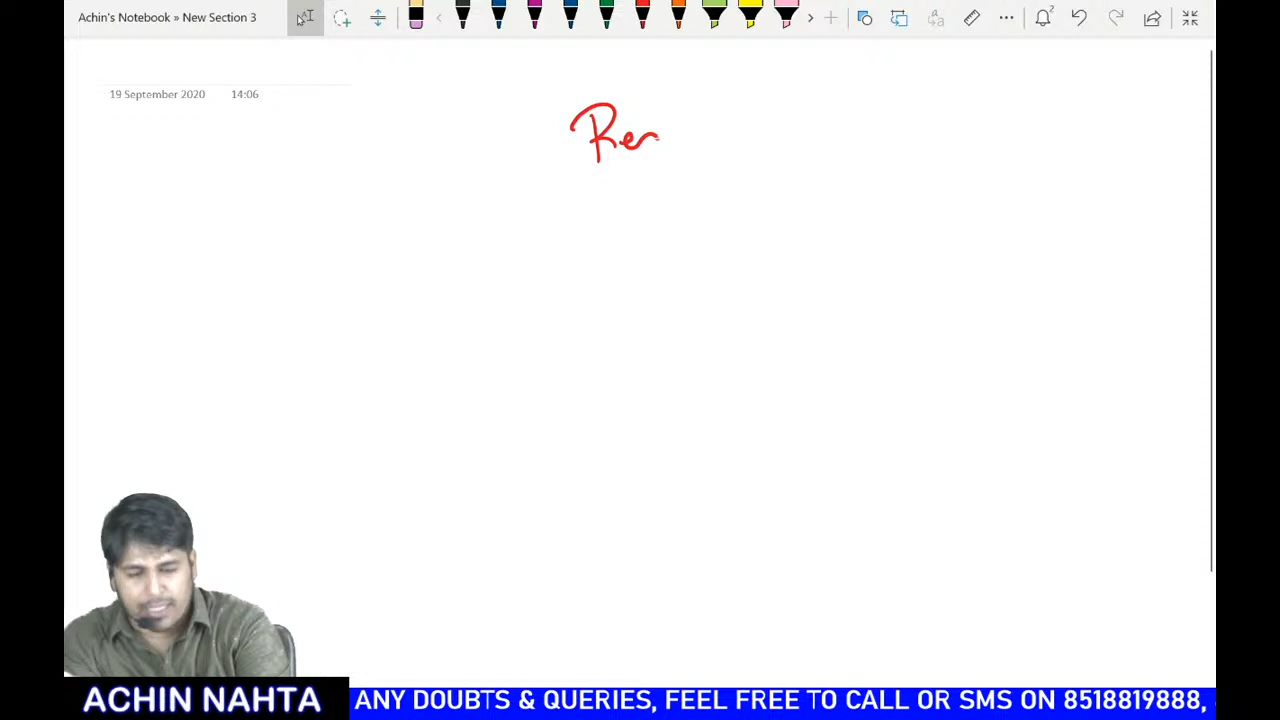 Achin's Notebook » New Section 3
19 September 2020 14:06
Rer
ACHIN NAHTA
ANY DOUBTS & QUERIES, FEEL FREE TO CALL OR SMS ON 8518819888,